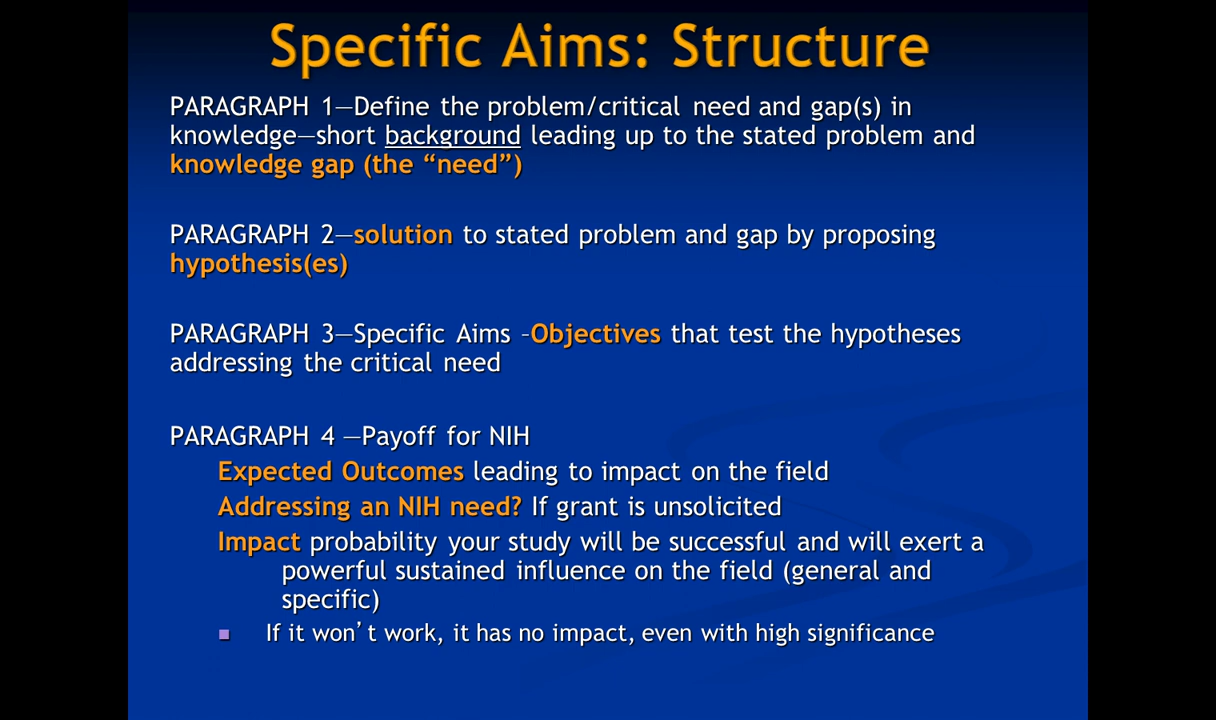 Specific Aims: Structure
PARAGRAPH 1—Define the problem/critical need and gap(s) in
knowledge—short background leading up to the stated problem and
knowledge gap (the “need”)
PARAGRAPH 2—solution to stated problem and gap by proposing
hypothesis(es)
PARAGRAPH 3—Specific Aims –Objectives that test the hypotheses
addressing the critical need
PARAGRAPH 4 —Payoff for NIH
Expected Outcomes leading to impact on the field
Addressing an NIH need? If grant is unsolicited
Impact probability your study will be successful and will exert a
powerful sustained influence on the field (general and
specific)
▪ If it won’t work, it has no impact, even with high significance